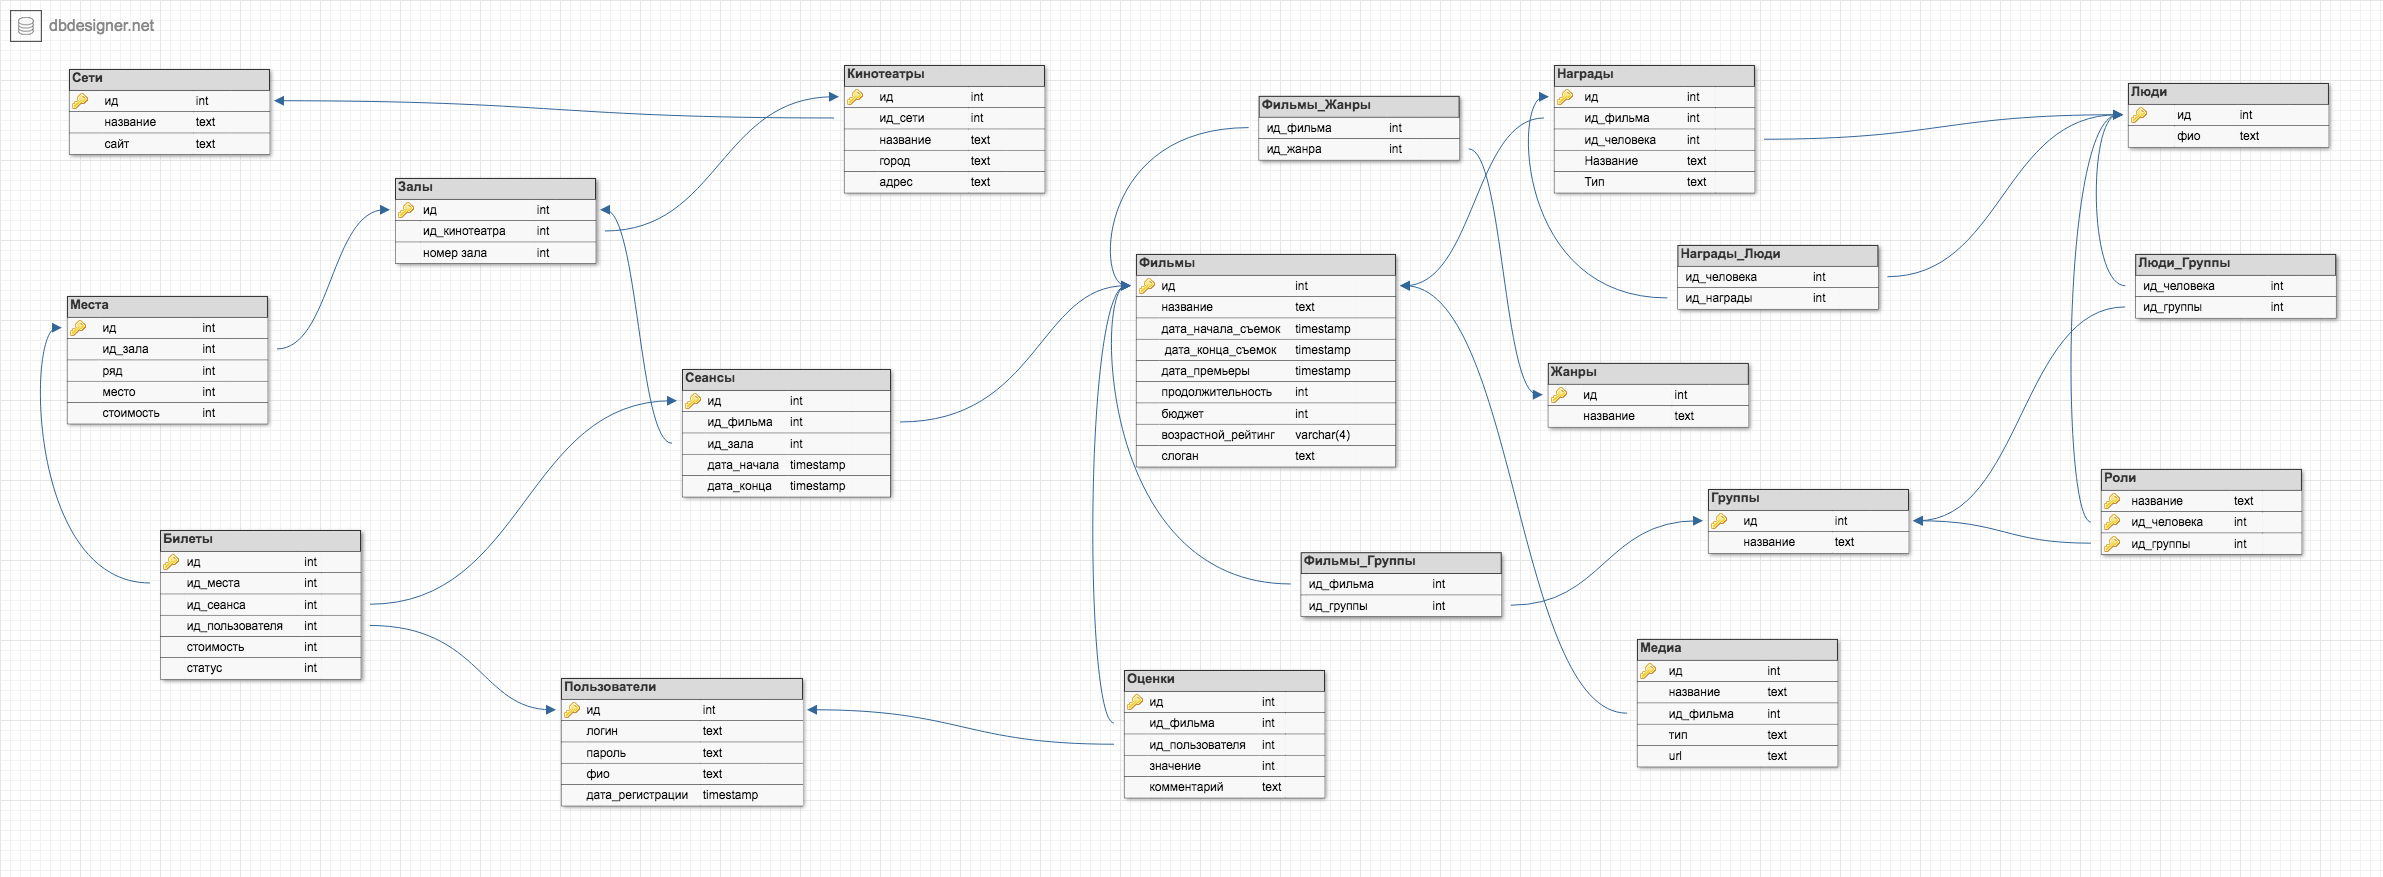 dbdesigner.net
Сети
ид int
название text
сайт text
Кинотеатры
ид int
ид_сети int
название text
город text
адрес text
Фильмы_Жанры
ид_фильма int
ид_жанра int
Награды
ид int
ид_фильма int
ид_человека int
Название text
Тип text
Люди
ид int
фио text
Залы
ид int
ид_кинотеатра int
номер зала int
Места
ид int
ид_зала int
ряд int
место int
стоимость int
Фильмы
ид int
название text
дата_начала_съемок timestamp
дата_конца_съемок timestamp
дата_премьеры timestamp
продолжительность int
бюджет int
возрастной_рейтинг varchar(4)
слоган text
Награды_Люди
ид_человека int
ид_награды int
Люди_Группы
ид_человека int
ид_группы int
Сеансы
ид int
ид_фильма int
ид_зала int
дата_начала timestamp
дата_конца timestamp
Жанры
ид int
название text
Роли
название text
ид_человека int
ид_группы int
Группы
ид int
название text
Билеты
ид int
ид_места int
ид_сеанса int
ид_пользователя int
стоимость int
статус int
Фильмы_Группы
ид_фильма int
ид_группы int
Пользователи
ид int
логин text
пароль text
фио text
дата_регистрации timestamp
Оценки
ид int
ид_фильма int
ид_пользователя int
значение int
комментарий text
Медиа
ид int
название text
ид_фильма int
тип text
url text